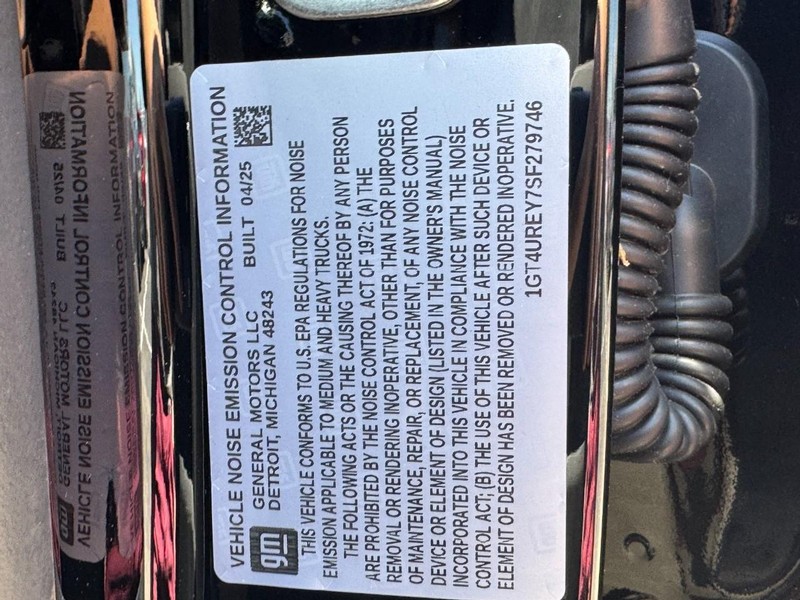 VEHICLE NOISE EMISSION CONTROL INFORMATION
gm
GENERAL MOTORS LLC
DETROIT, MICHIGAN 48243
BUILT 04/25
THIS VEHICLE CONFORMS TO U.S. EPA REGULATIONS FOR NOISE
EMISSION APPLICABLE TO MEDIUM AND HEAVY TRUCKS.
THE FOLLOWING ACTS OR THE CAUSING THEREOF BY ANY PERSON
ARE PROHIBITED BY THE NOISE CONTROL ACT OF 1972: (A) THE
REMOVAL OR RENDERING INOPERATIVE, OTHER THAN FOR PURPOSES
OF MAINTENANCE, REPAIR, OR REPLACEMENT, OF ANY NOISE CONTROL
DEVICE OR ELEMENT OF DESIGN (LISTED IN THE OWNER'S MANUAL)
INCORPORATED INTO THIS VEHICLE IN COMPLIANCE WITH THE NOISE
CONTROL ACT; (B) THE USE OF THIS VEHICLE AFTER SUCH DEVICE OR
ELEMENT OF DESIGN HAS BEEN REMOVED OR RENDERED INOPERATIVE.
1GT4UREY7SF279746